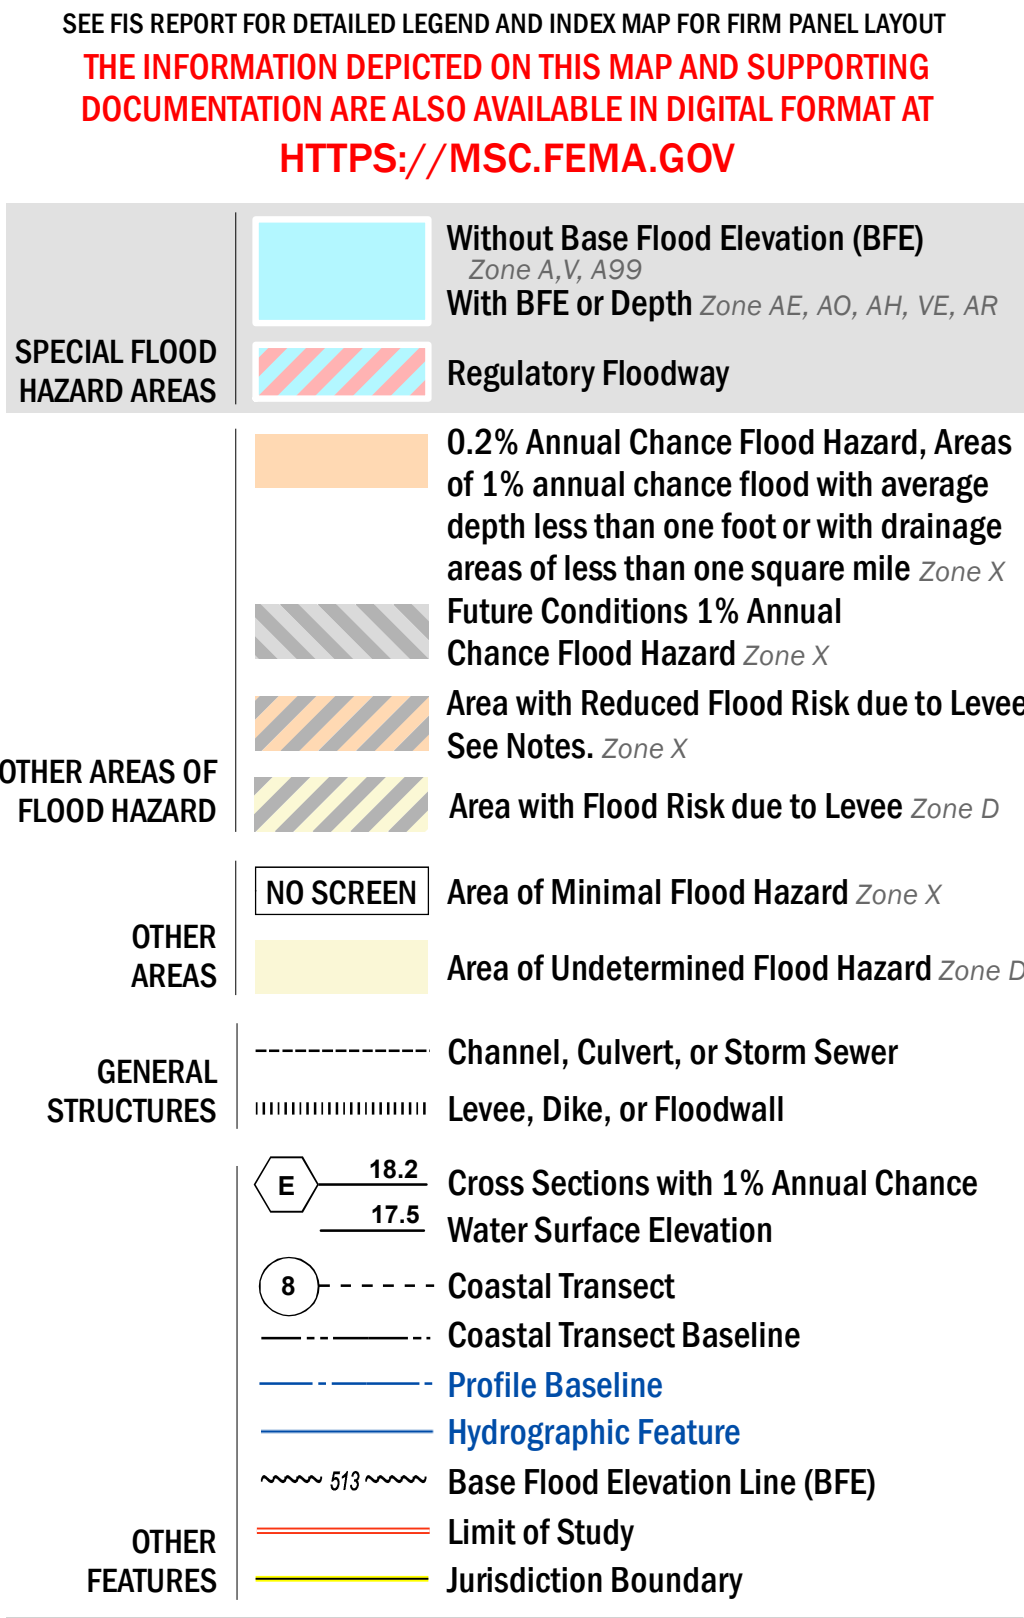 SEE FIS REPORT FOR DETAILED LEGEND AND INDEX MAP FOR FIRM PANEL LAYOUT
THE INFORMATION DEPICTED ON THIS MAP AND SUPPORTING
DOCUMENTATION ARE ALSO AVAILABLE IN DIGITAL FORMAT AT
HTTPS://MSC.FEMA.GOV
SPECIAL FLOOD
HAZARD AREAS
Without Base Flood Elevation (BFE)
Zone A,V, A99
With BFE or Depth Zone AE, AO, AH, VE, AR
Regulatory Floodway
OTHER AREAS OF
FLOOD HAZARD
0.2% Annual Chance Flood Hazard, Areas
of 1% annual chance flood with average
depth less than one foot or with drainage
areas of less than one square mile Zone X
Future Conditions 1% Annual
Chance Flood Hazard Zone X
Area with Reduced Flood Risk due to Levee
See Notes. Zone X
Area with Flood Risk due to Levee Zone D
OTHER
AREAS
NO SCREEN Area of Minimal Flood Hazard Zone X
Area of Undetermined Flood Hazard Zone D
GENERAL
STRUCTURES
Channel, Culvert, or Storm Sewer
Levee, Dike, or Floodwall
OTHER
FEATURES
E 18.2 Cross Sections with 1% Annual Chance
17.5 Water Surface Elevation
8 Coastal Transect
Coastal Transect Baseline
Profile Baseline
Hydrographic Feature
513 Base Flood Elevation Line (BFE)
Limit of Study
Jurisdiction Boundary